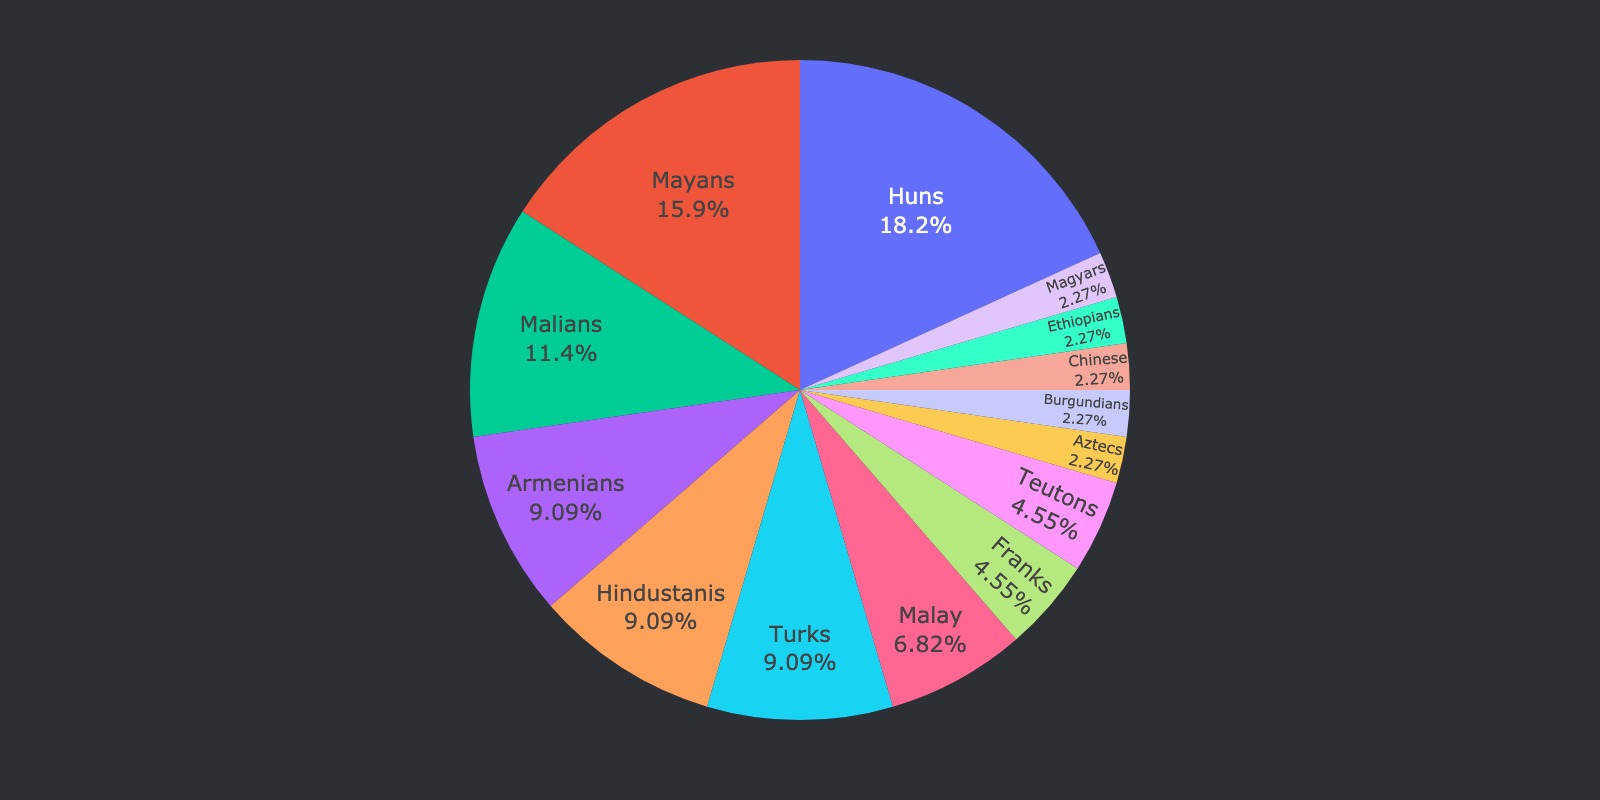 Mayans
15.9%
Huns
18.2%
Malians
11.4%
Magyars
2.27%
Ethiopians
2.27%
Chinese
2.27%
Burgundians
2.27%
Aztecs
2.27%
Teutons
4.55%
Franks
4.55%
Armenians
9.09%
Hindustanis
9.09%
Turks
9.09%
Malay
6.82%